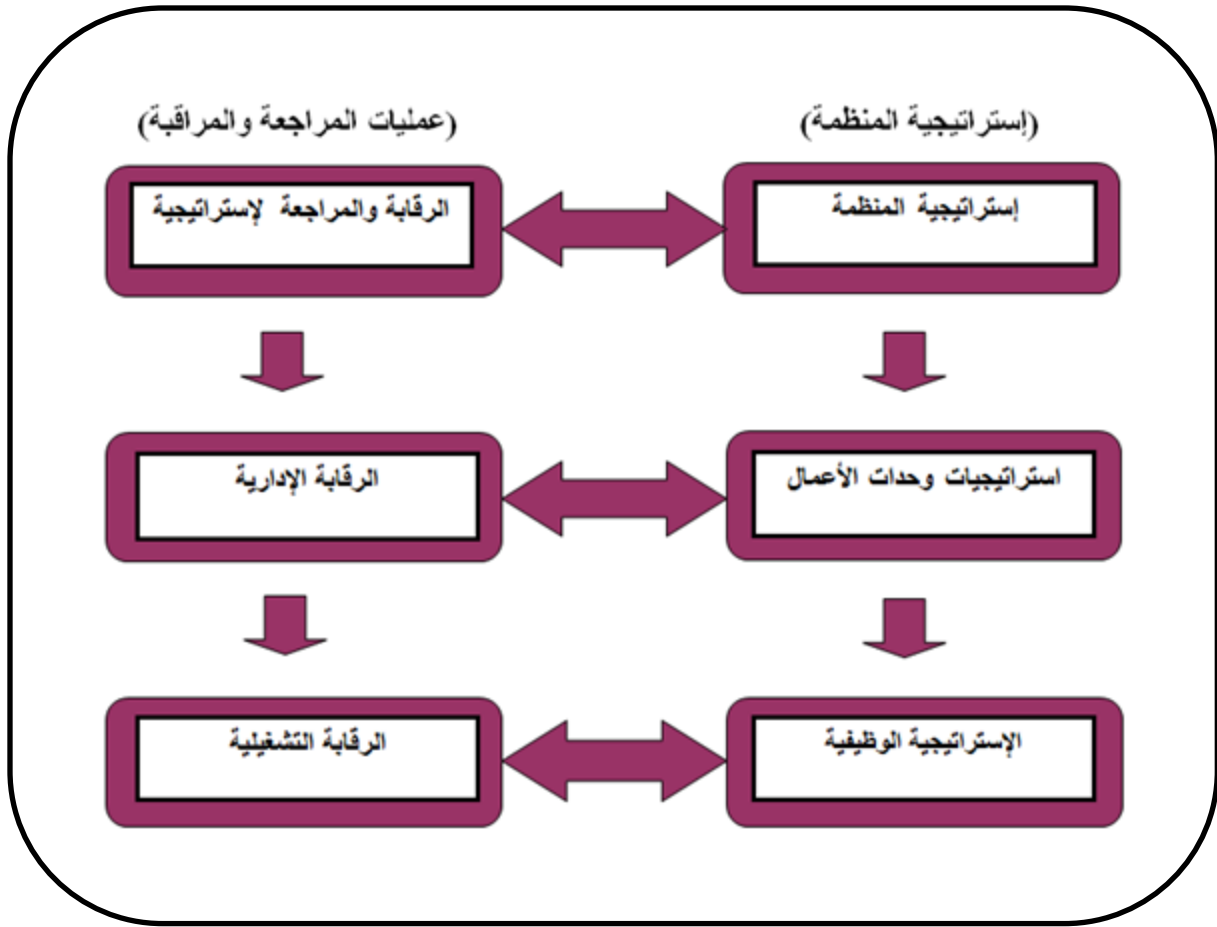 (إستراتيجية المنظمة)
(عمليات المراجعة والمراقبة)
إستراتيجية المنظمة
الرقابة والمراجعة لإستراتيجية
استراتيجيات وحدات الأعمال
الرقابة الإدارية
الإستراتيجية الوظيفية
الرقابة التشغيلية